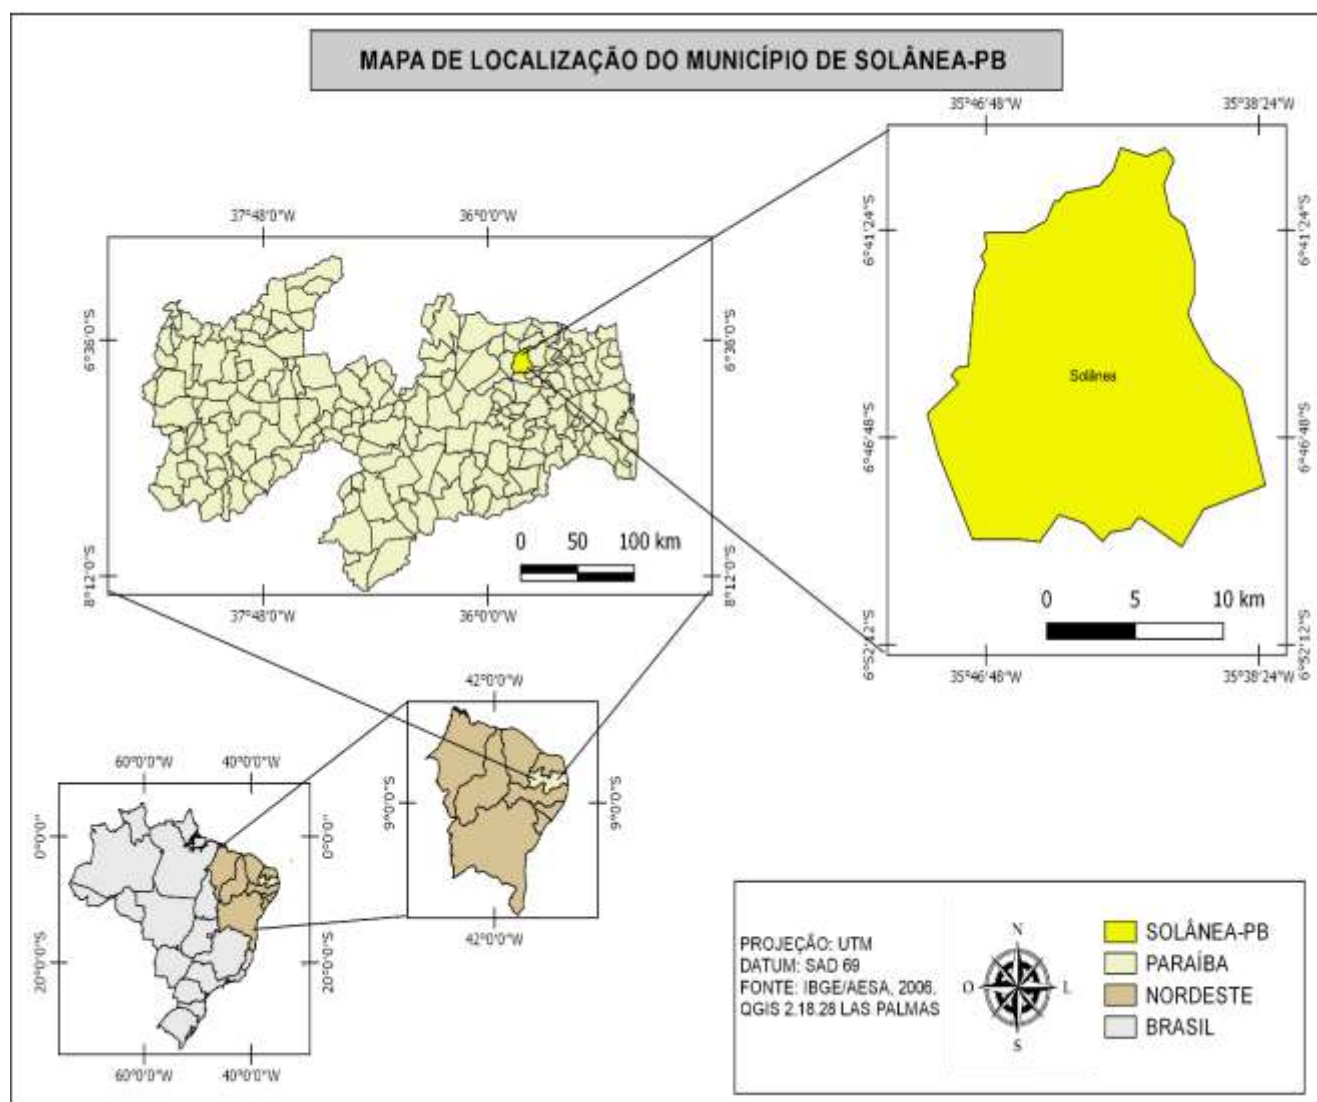 MAPA DE LOCALIZAÇÃO DO MUNICÍPIO DE SOLÂNEA-PB
35°46'48"W
35°38'24"W
6°41'24"S
6°41'24"S
Solânea
6°46'48"S
6°46'48"S
0 5 10 km
6°52'12"S
6°52'12"S
35°46'48"W
35°38'24"W
37°48'0"W
36°0'0"W
6°36'0"S
6°36'0"S
0 50 100 km
8°12'0"S
8°12'0"S
37°48'0"W
36°0'0"W
42°0'0"W
9°0'0"S
9°0'0"S
42°0'0"W
60°0'0"W
40°0'0"W
0°0'0"
0°0'0"
20°0'0"S
20°0'0"S
60°0'0"W
40°0'0"W
PROJEÇÃO: UTM
DATUM: SAD 69
FONTE: IBGE/AESA, 2006.
QGIS 2.18.28 LAS PALMAS
N
O
L
S
SOLÂNEA-PB
PARAÍBA
NORDESTE
BRASIL